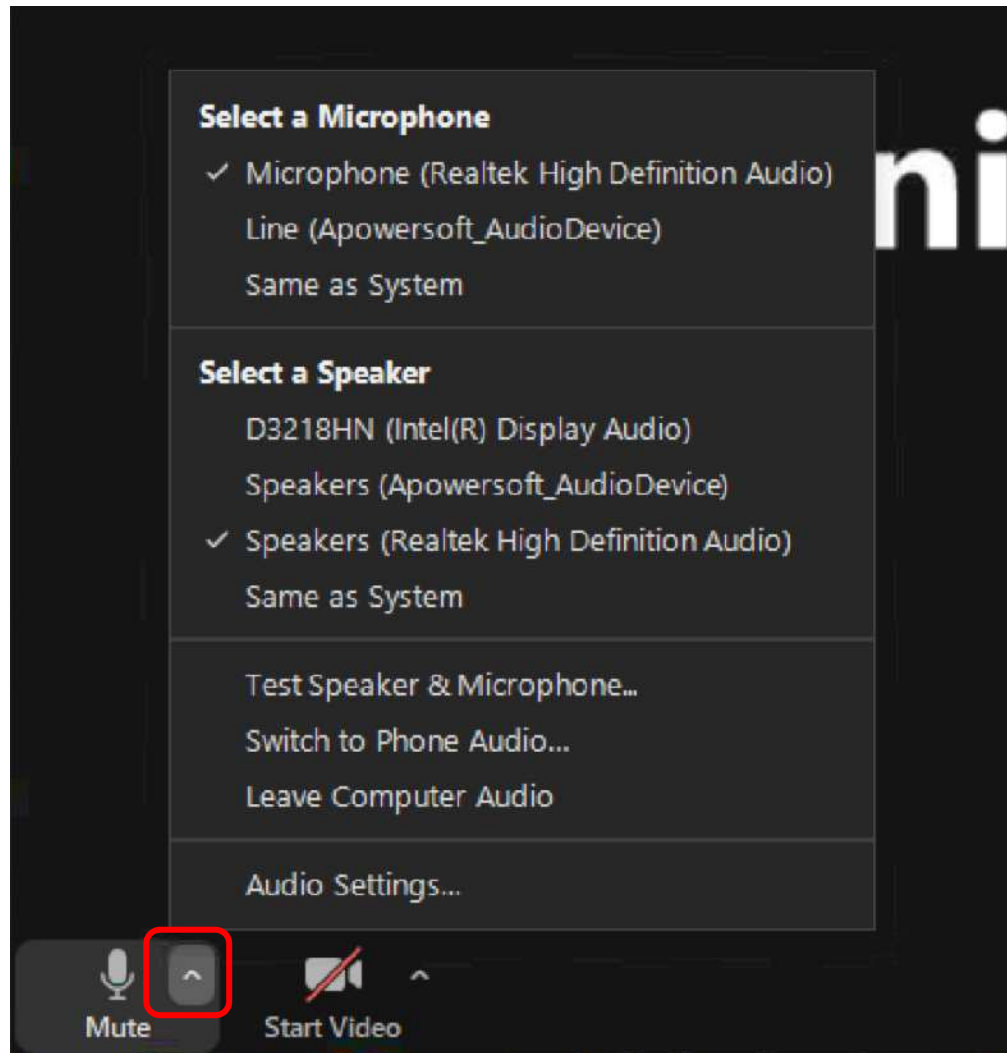 Select a Microphone
Microphone (Realtek High Definition Audio)
Line (Apowersoft_AudioDevice)
Same as System
ni
Select a Speaker
D3218HN (Intel(R) Display Audio)
Speakers (Apowersoft_AudioDevice)
Speakers (Realtek High Definition Audio)
Same as System
Test Speaker & Microphone...
Switch to Phone Audio...
Leave Computer Audio
Audio Settings...
Mute
Start Video